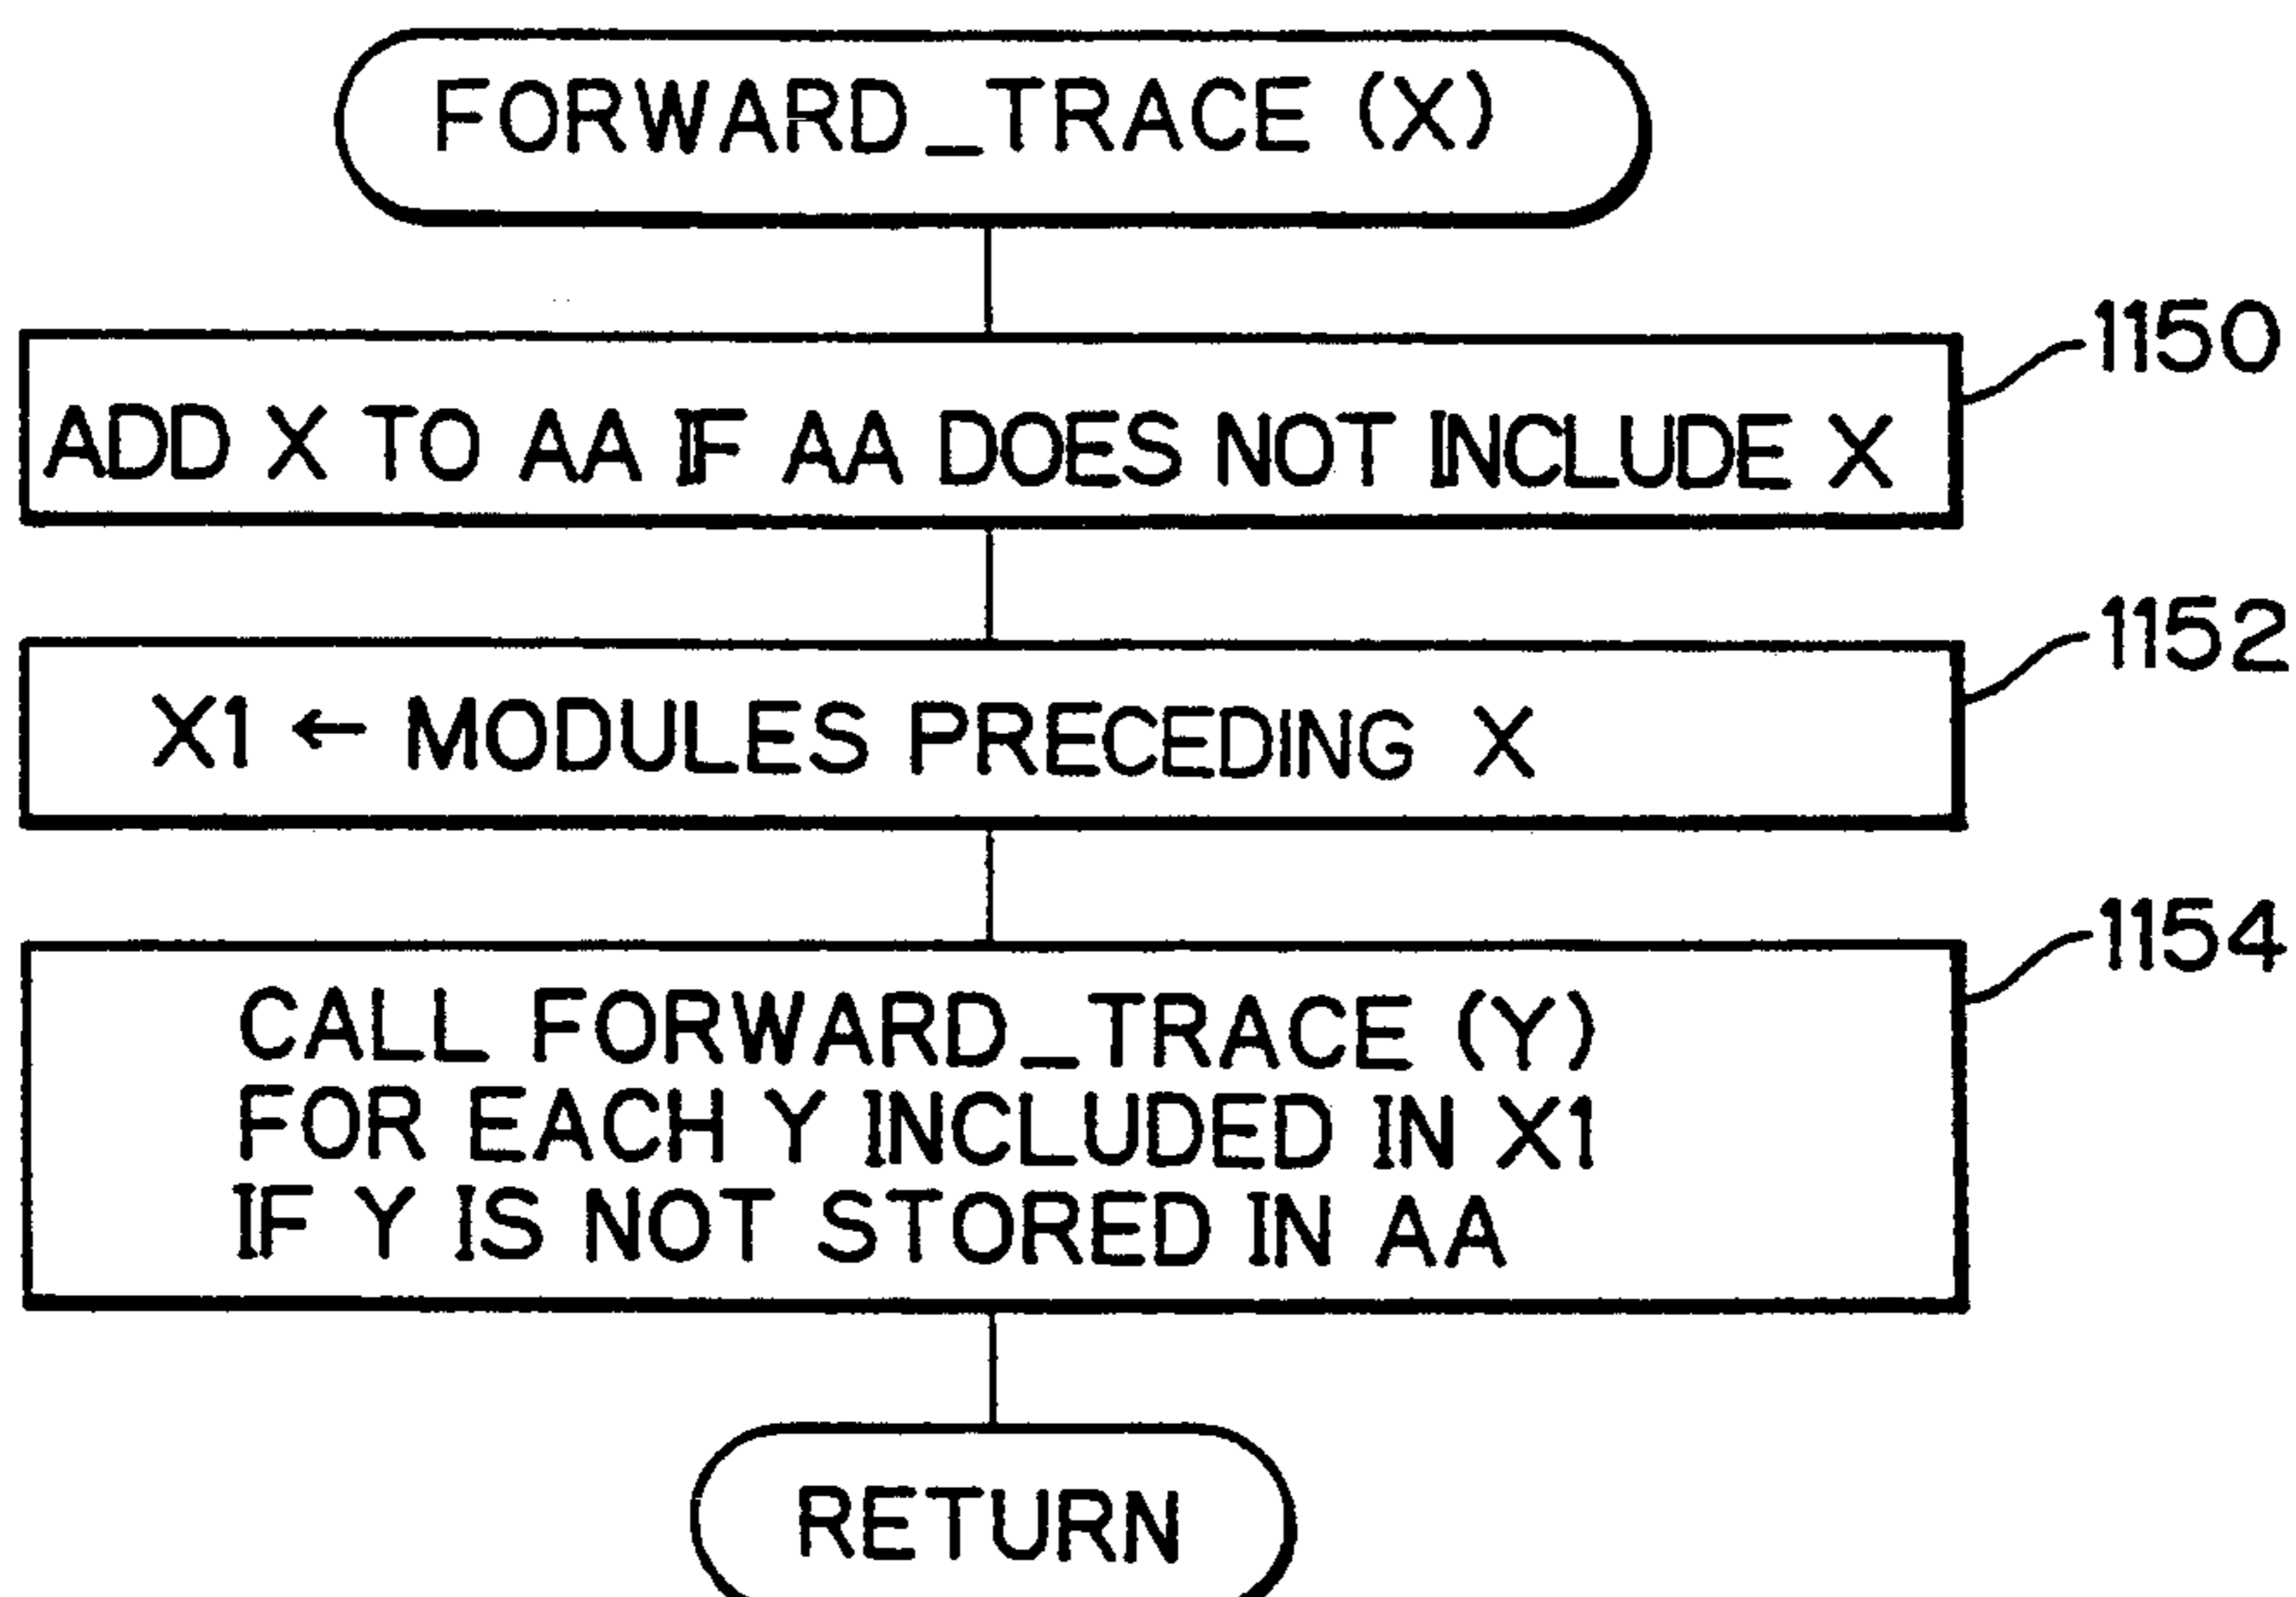 FORWARD_TRACE (X)
1150
ADD X TO AA IF AA DOES NOT INCLUDE X
1152
X1 ← MODULES PRECEDING X
1154
CALL FORWARD_TRACE (Y)
FOR EACH Y INCLUDED IN X1
IF Y IS NOT STORED IN AA
RETURN